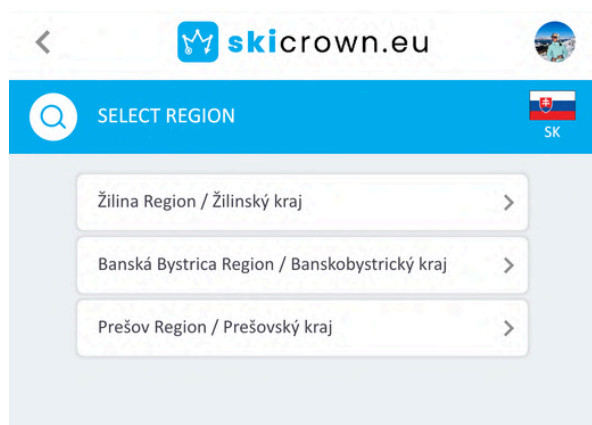 skicrown.eu
SELECT REGION
SK
Žilina Region / Žilinský kraj
Banská Bystrica Region / Banskobystrický kraj
Prešov Region / Prešovský kraj